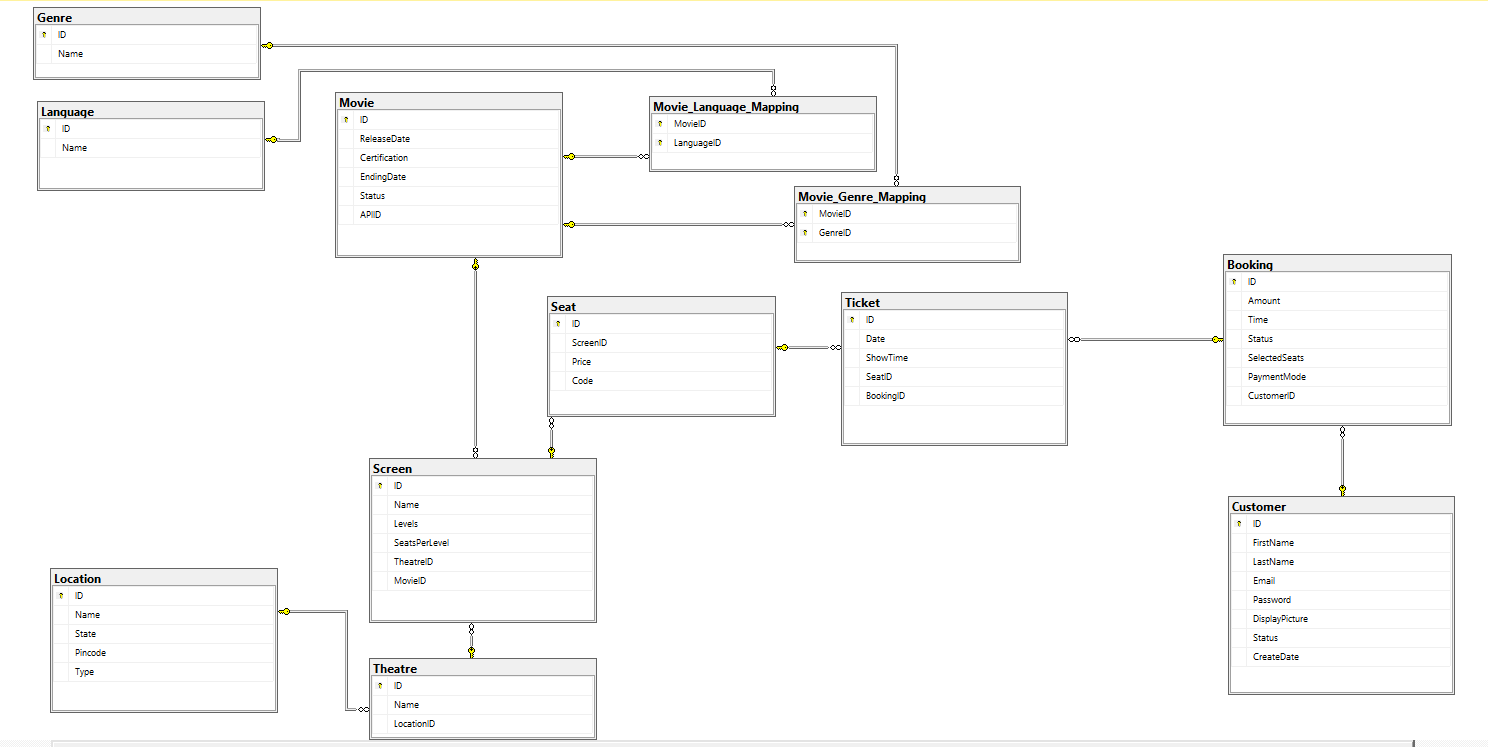 Genre
ID
Name
Language
ID
Name
Movie
ID
ReleaseDate
Certification
EndingDate
Status
APIID
Movie_Language_Mapping
MovieID
LanguageID
Movie_Genre_Mapping
MovieID
GenreID
Seat
ID
ScreenID
Price
Code
Ticket
ID
Date
ShowTime
SeatID
BookingID
Booking
ID
Amount
Time
Status
SelectedSeats
PaymentMode
CustomerID
Screen
ID
Name
Levels
SeatsPerLevel
TheatreID
MovieID
Customer
ID
FirstName
LastName
Email
Password
DisplayPicture
Status
CreateDate
Location
ID
Name
State
Pincode
Type
Theatre
ID
Name
LocationID